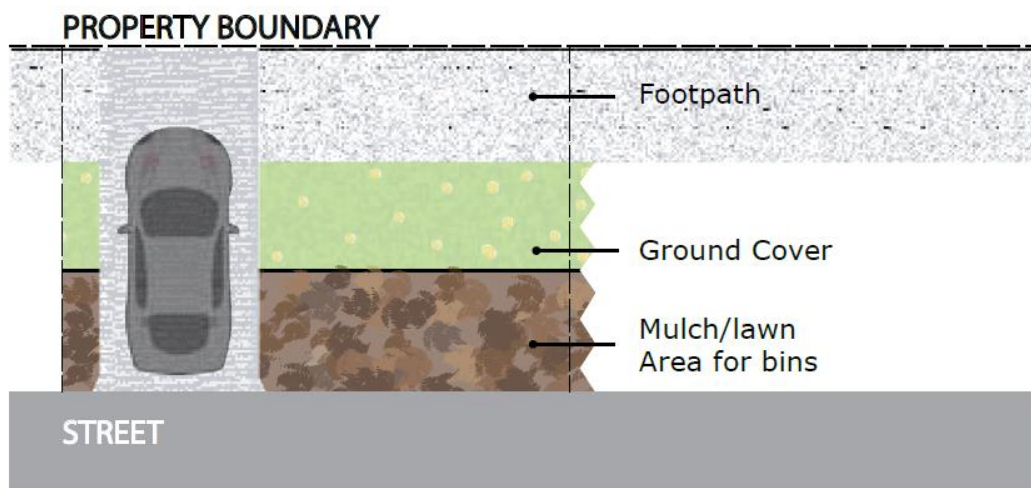 PROPERTY BOUNDARY
Footpath
Ground Cover
Mulch/lawn
Area for bins
STREET